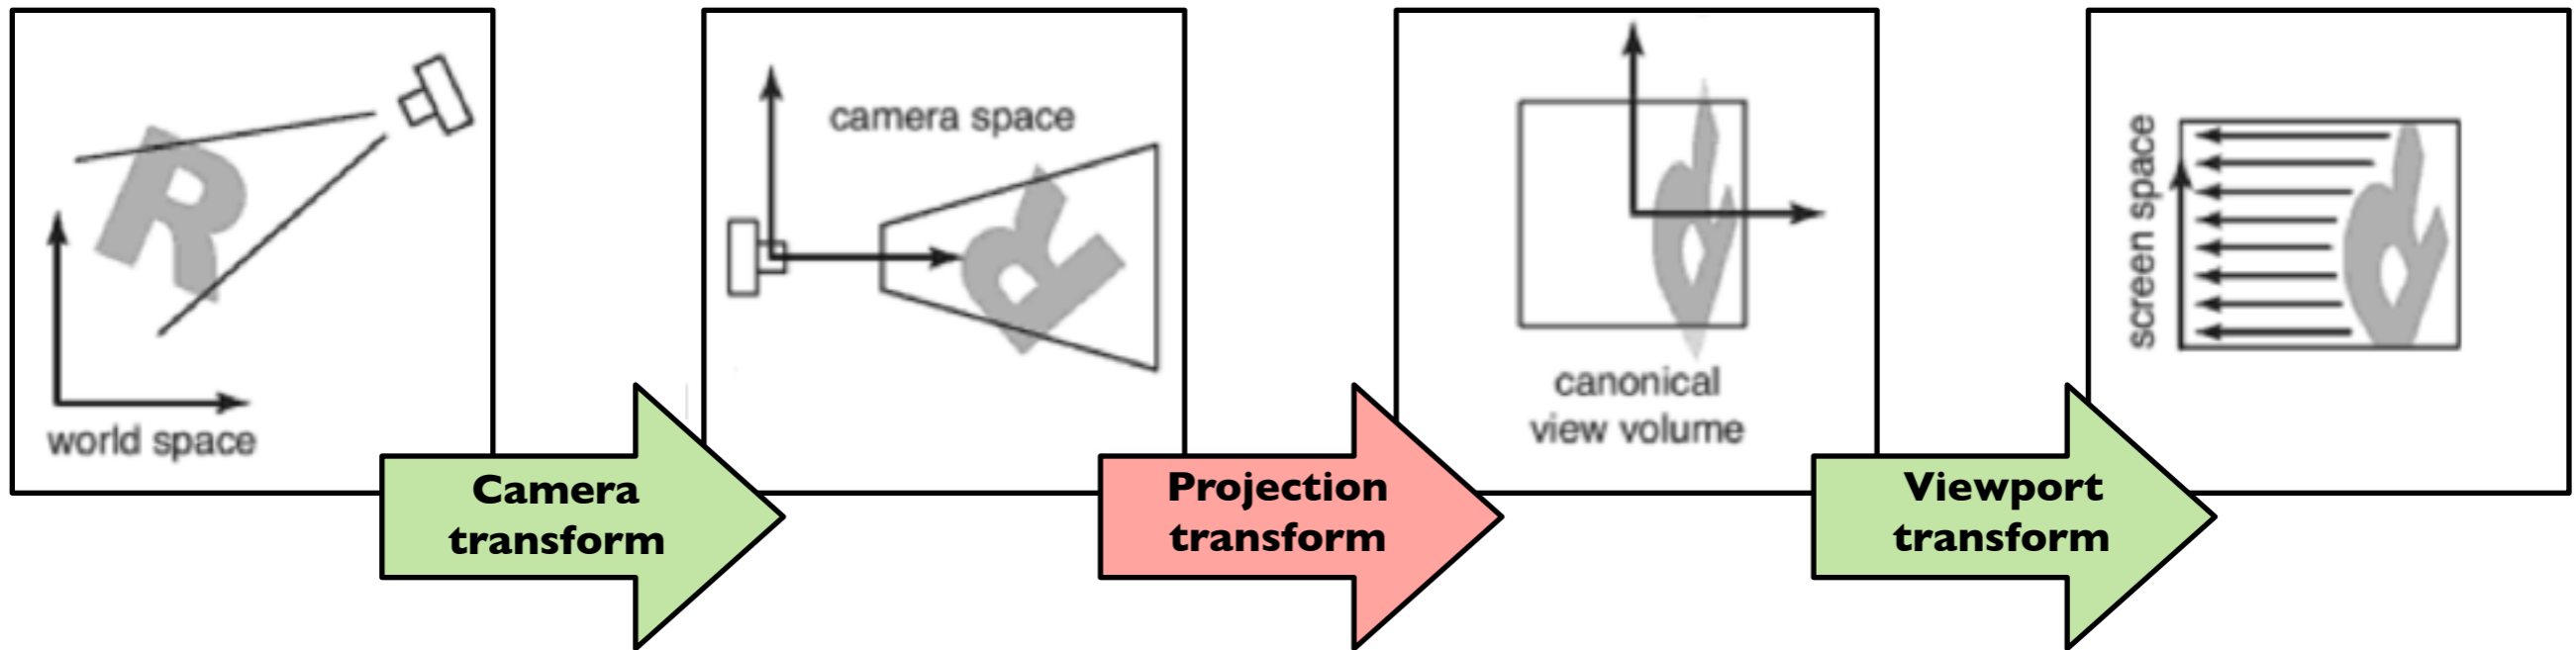 world space
Camera
transform
camera space
Projection
transform
canonical
view volume
Viewport
transform
screen space